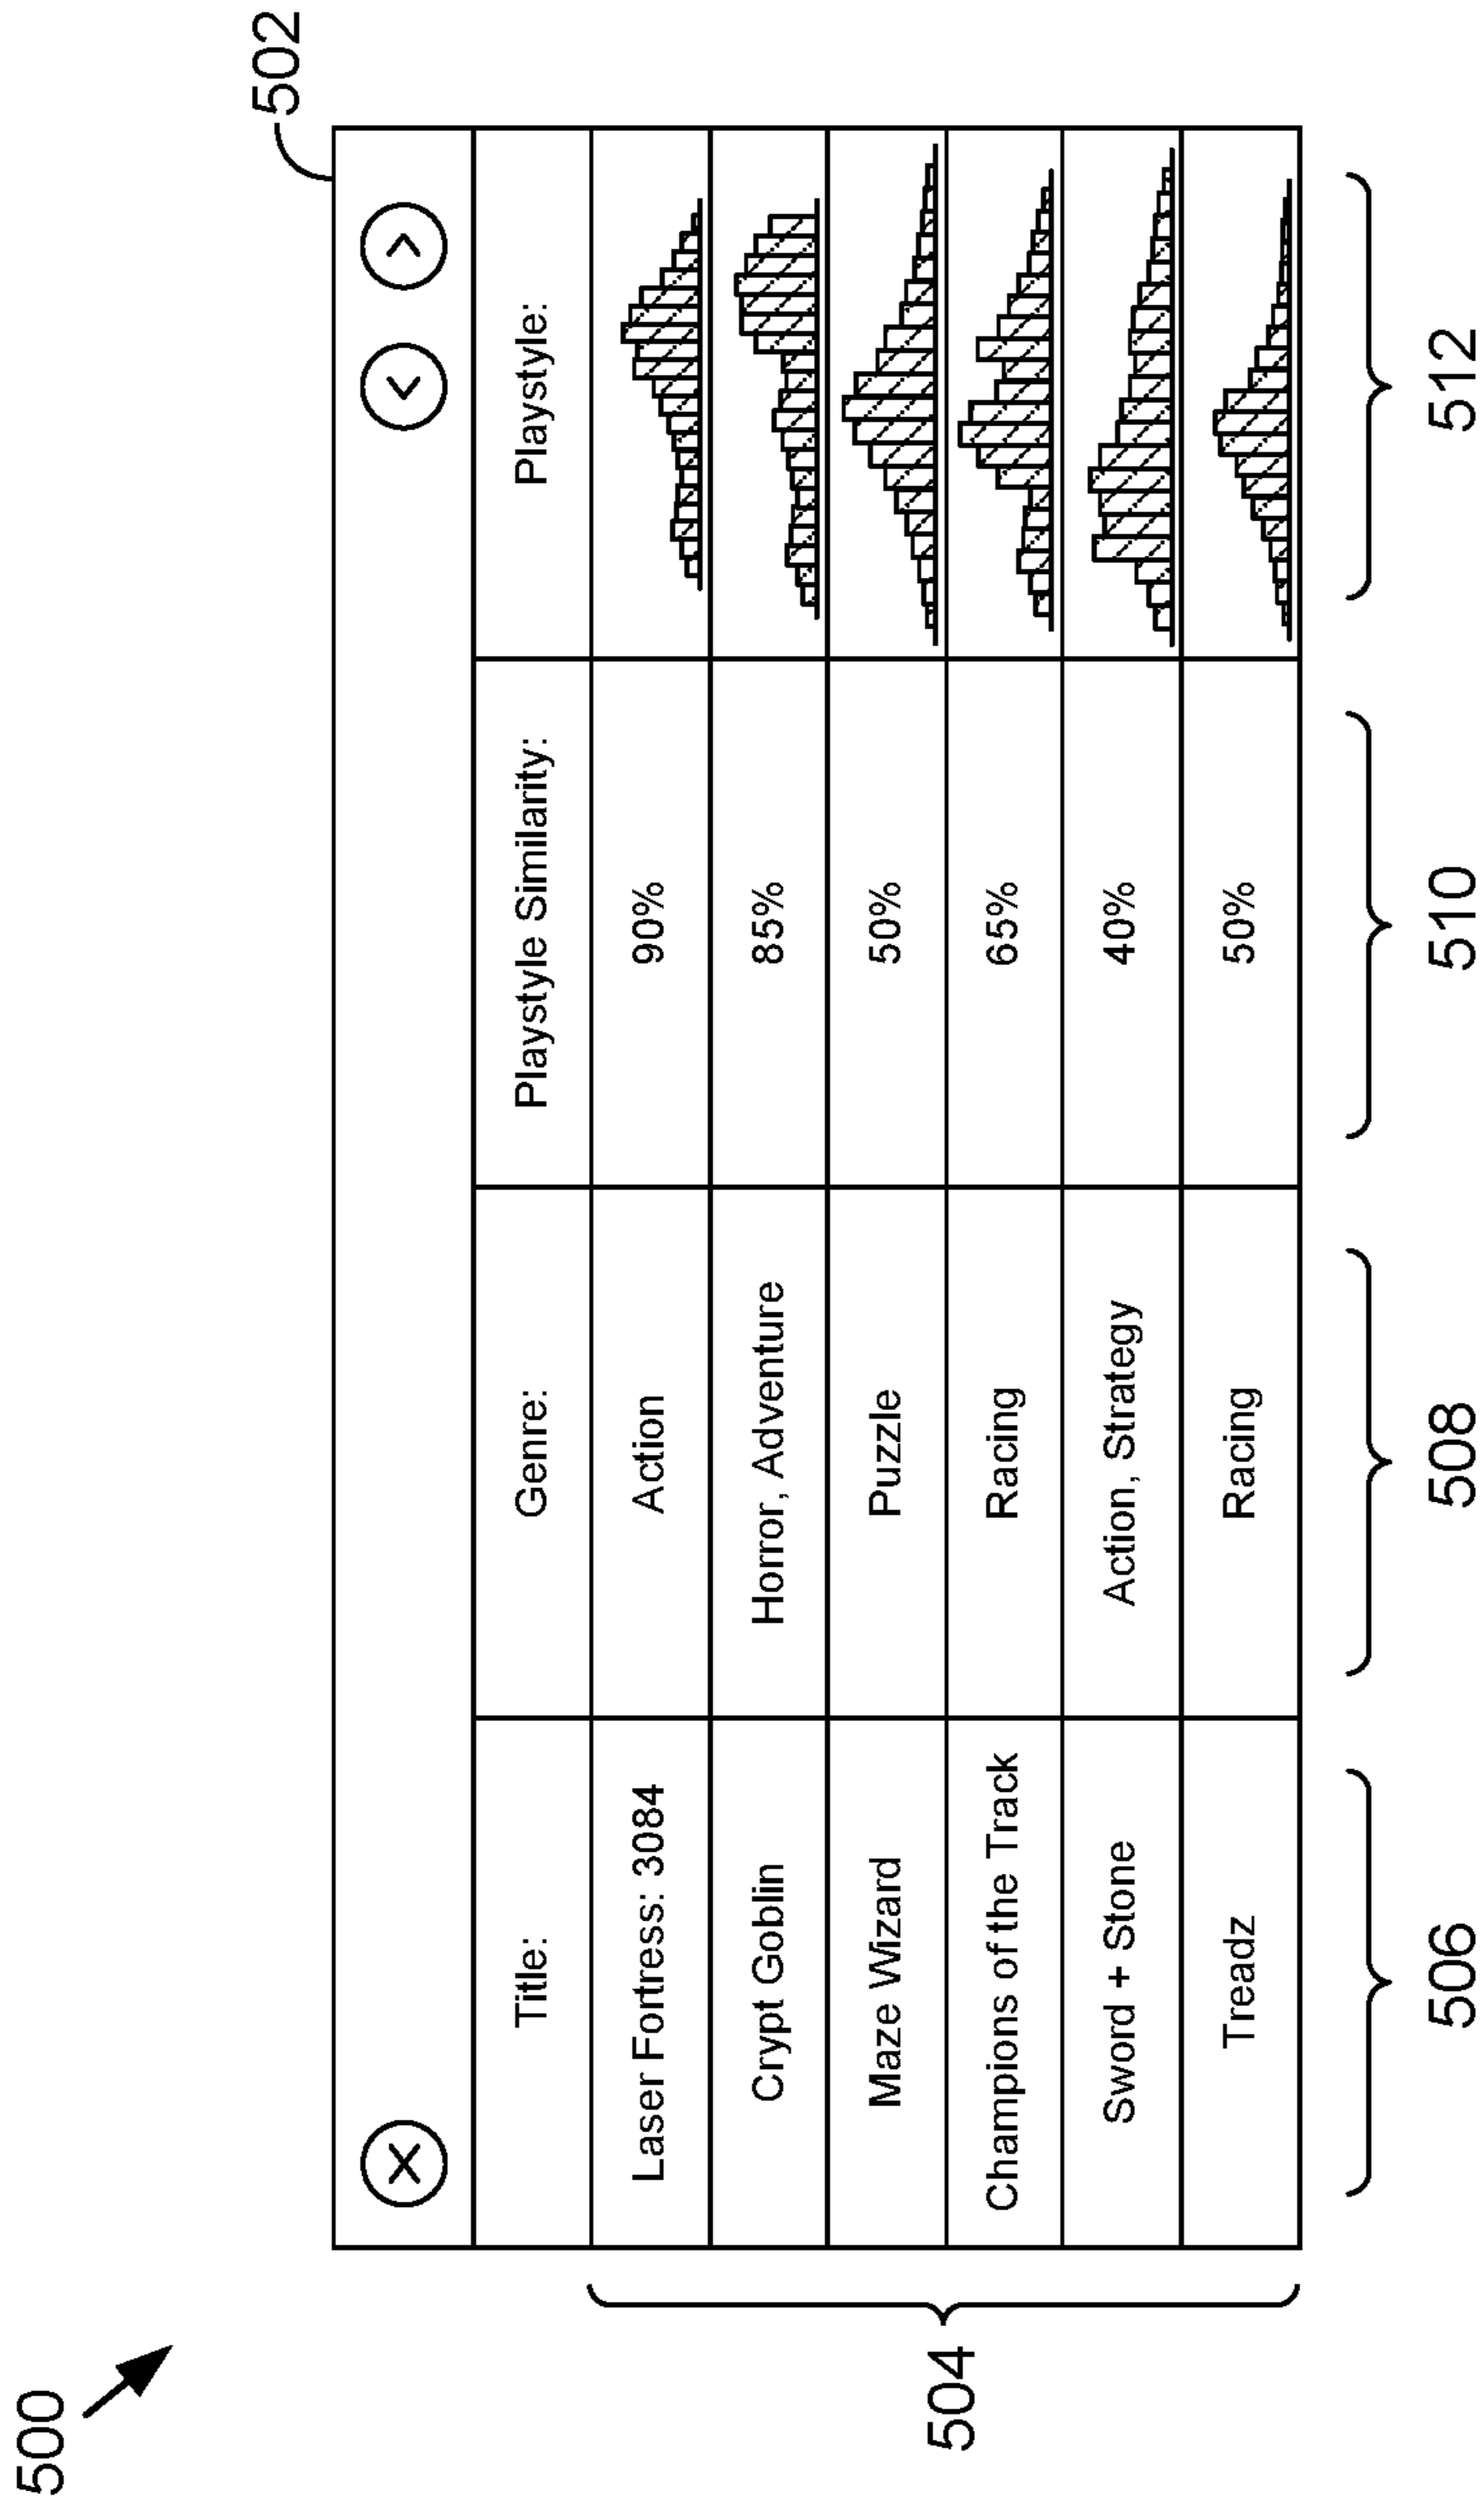 500
502
Title: Genre: Playstyle Similarity: Playstyle:
Laser Fortress: 3084 Action 90%
Crypt Goblin Horror, Adventure 85%
Maze Wizard Puzzle 50%
504
Champions of the Track Racing 65%
Sword + Stone Action, Strategy 40%
Treadz Racing 50%
506 508 510 512